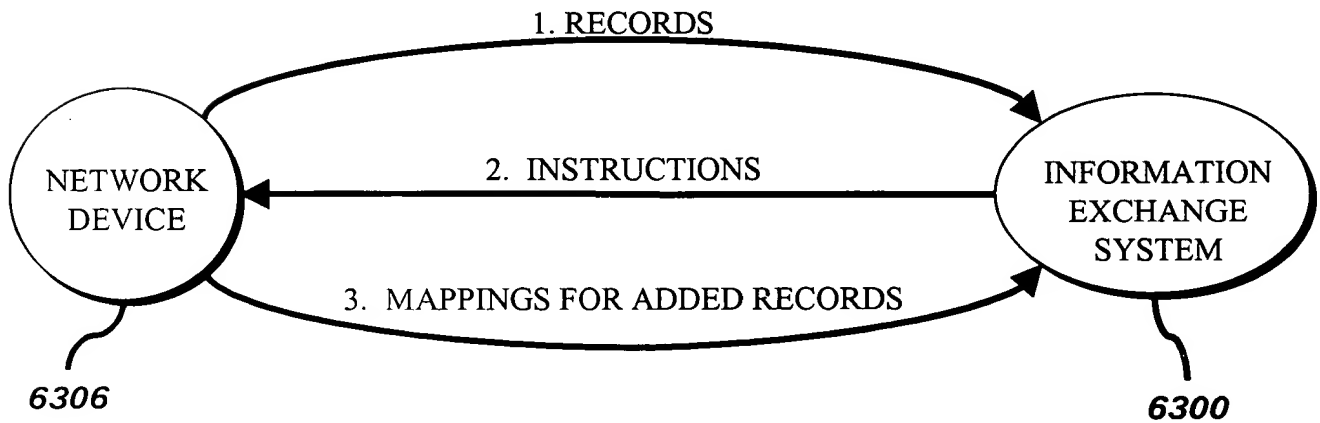 1. RECORDS
NETWORK
DEVICE
2. INSTRUCTIONS
INFORMATION
EXCHANGE
SYSTEM
3. MAPPINGS FOR ADDED RECORDS
6306
6300